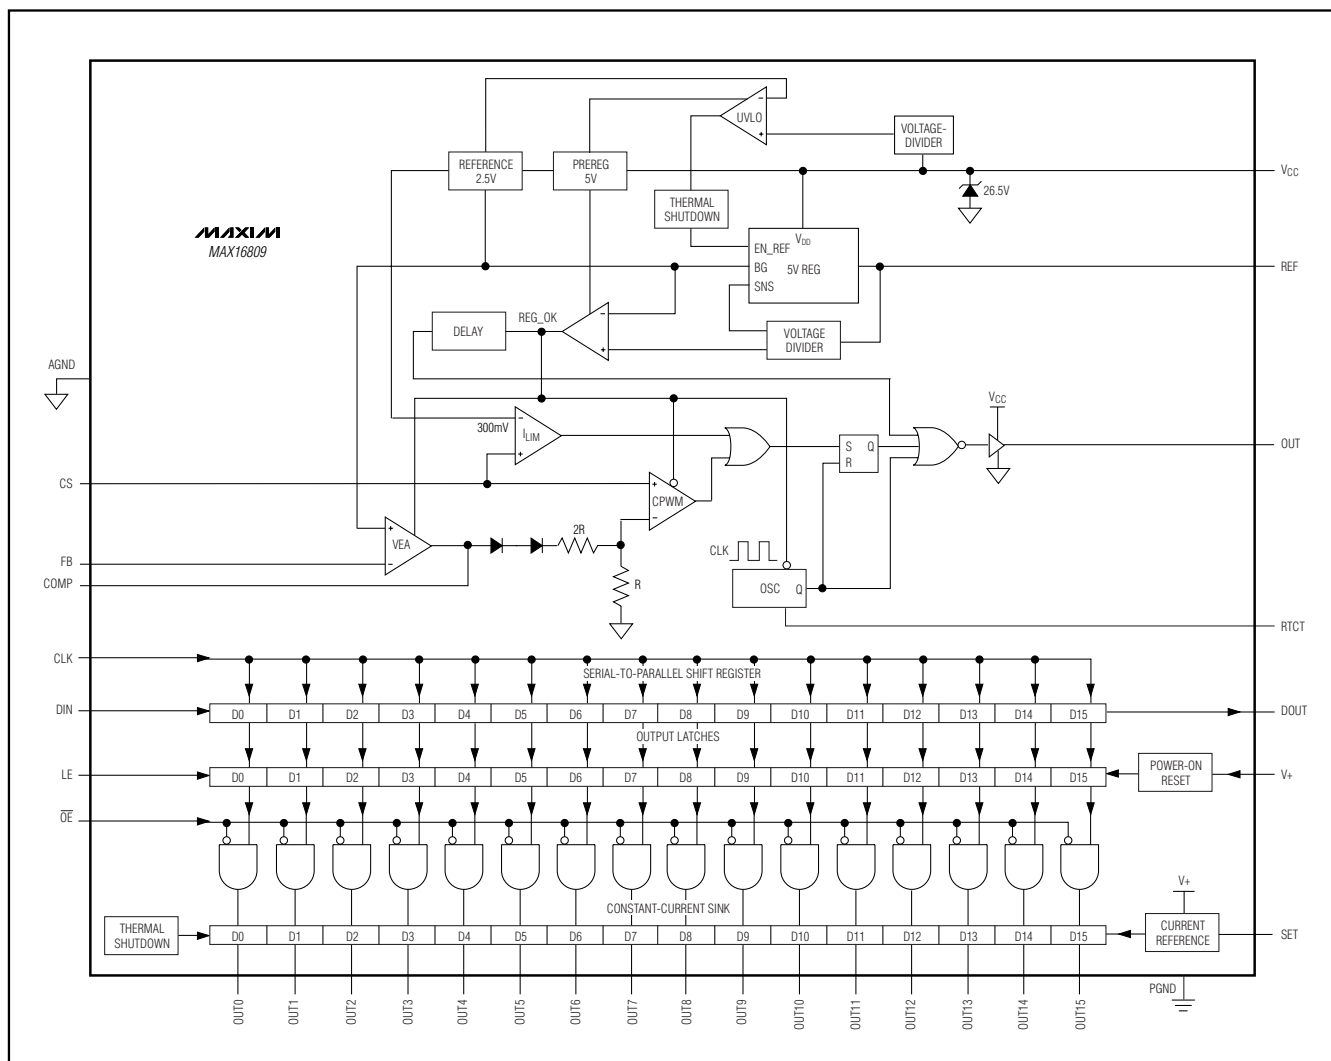 UVLO
-
+
VOLTAGE-
DIVIDER
REFERENCE
2.5V
PREREG
5V
VCC
THERMAL
SHUTDOWN
26.5V
MAXIM
MAX16809
VDD
EN_REF
BG
5V REG
SNS
REF
REG_OK
DELAY
-
+
VOLTAGE
DIVIDER
AGND
VCC
300mV
-
ILIM
+
S Q
R
OUT
CS
+
CPWM
-
2R
+
VEA
-
CLK
FB
COMP
R
OSC Q
RTCT
CLK
SERIAL-TO-PARALLEL SHIFT REGISTER
DIN
D0 D1 D2 D3 D4 D5 D6 D7 D8 D9 D10 D11 D12 D13 D14 D15
DOUT
OUTPUT LATCHES
LE
D0 D1 D2 D3 D4 D5 D6 D7 D8 D9 D10 D11 D12 D13 D14 D15
POWER-ON
RESET
V+
OE
V+
CONSTANT-CURRENT SINK
THERMAL
SHUTDOWN
D0 D1 D2 D3 D4 D5 D6 D7 D8 D9 D10 D11 D12 D13 D14 D15
CURRENT
REFERENCE
SET
PGND
OUT0
OUT1
OUT2
OUT3
OUT4
OUT5
OUT6
OUT7
OUT8
OUT9
OUT10
OUT11
OUT12
OUT13
OUT14
OUT15